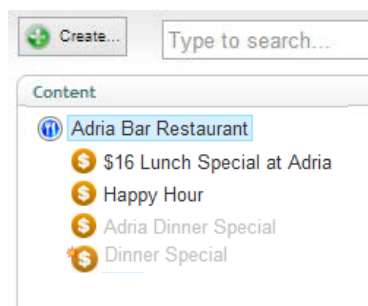 Create...
Type to search...
Content
Adria Bar Restaurant
$16 Lunch Special at Adria
Happy Hour
Adria Dinner Special
Dinner Special